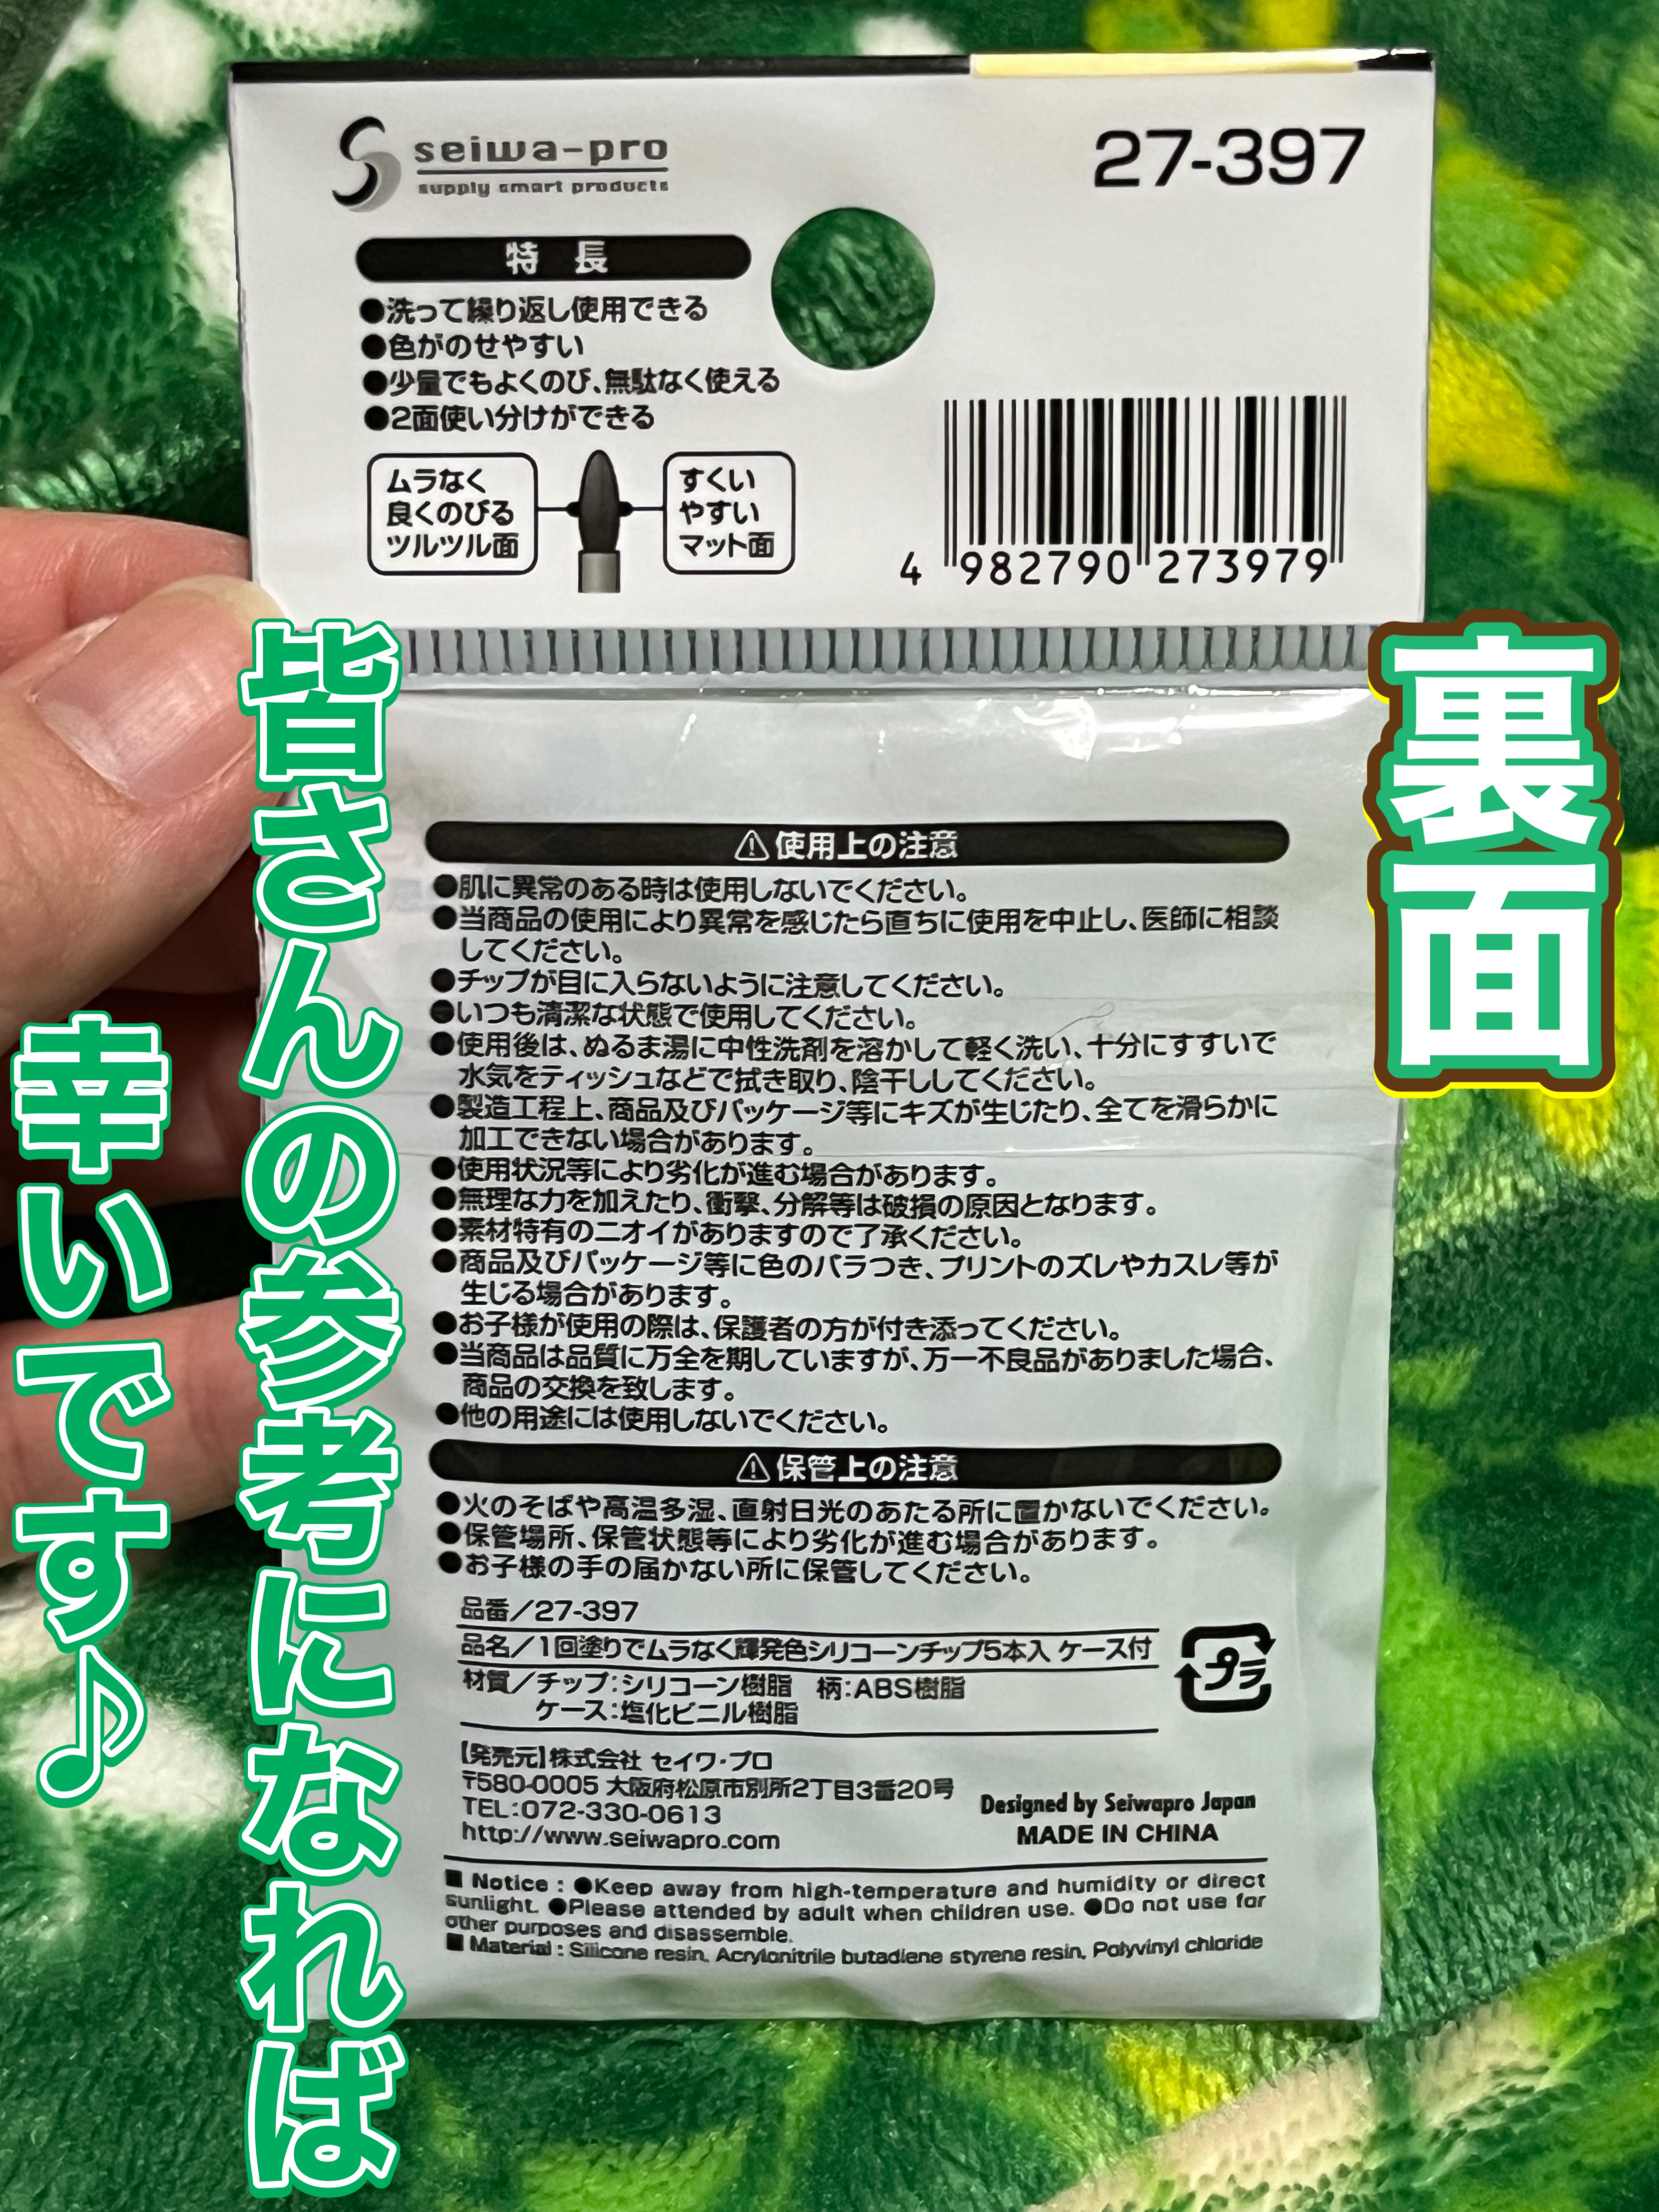 seiwa-pro
supply smart products
27-397
特 長
●洗って繰り返し使用できる
●色がのせやすい
●少量でもよくのび、無駄なく使える
●2面使い分けができる
ムラなく
良くのびる
ツルツル面
すくい
やすい
マット面
4 982790 273979
裏面
皆さんの参考になれば
幸いです♪
⚠使用上の注意
●肌に異常のある時は使用しないでください。
●当商品の使用により異常を感じたら直ちに使用を中止し、医師に相談
してください。
●チップが目に入らないように注意してください。
●いつも清潔な状態で使用してください。
●使用後は、ぬるま湯に中性洗剤を溶かして軽く洗い、十分にすすいで
水気をティッシュなどで拭き取り、陰干ししてください。
●製造工程上、商品及びパッケージ等にキズが生じたり、全てを滑らかに
加工できない場合があります。
●使用状況等により劣化が進む場合があります。
●無理な力を加えたり、衝撃、分解等は破損の原因となります。
●素材特有のニオイがありますので了承ください。
●商品及びパッケージ等に色のバラつき、プリントのズレやカスレ等が
生じる場合があります。
●お子様が使用の際は、保護者の方が付き添ってください。
●当商品は品質に万全を期していますが、万一不良品がありました場合、
商品の交換を致します。
●他の用途には使用しないでください。
⚠保管上の注意
●火のそばや高温多湿、直射日光のあたる所に置かないでください。
●保管場所、保管状態等により劣化が進む場合があります。
●お子様の手の届かない所に保管してください。
品番／27-397
品名／1回塗りでムラなく輝発色シリコーンチップ5本入 ケース付
材質／チップ：シリコーン樹脂 柄：ABS樹脂
ケース：塩化ビニル樹脂
プラ
【発売元】株式会社 セイワ・プロ
〒580-0005 大阪府松原市別所2丁目3番20号
TEL：072-330-0613
http://www.seiwapro.com
Designed by Seiwapro Japan
MADE IN CHINA
■ Notice : ●Keep away from high-temperature and humidity or direct
sunlight. ●Please attended by adult when children use. ●Do not use for
other purposes and disassemble.
■ Material : Silicone resin, Acrylonitrile butadiene styrene resin, Polyvinyl chloride